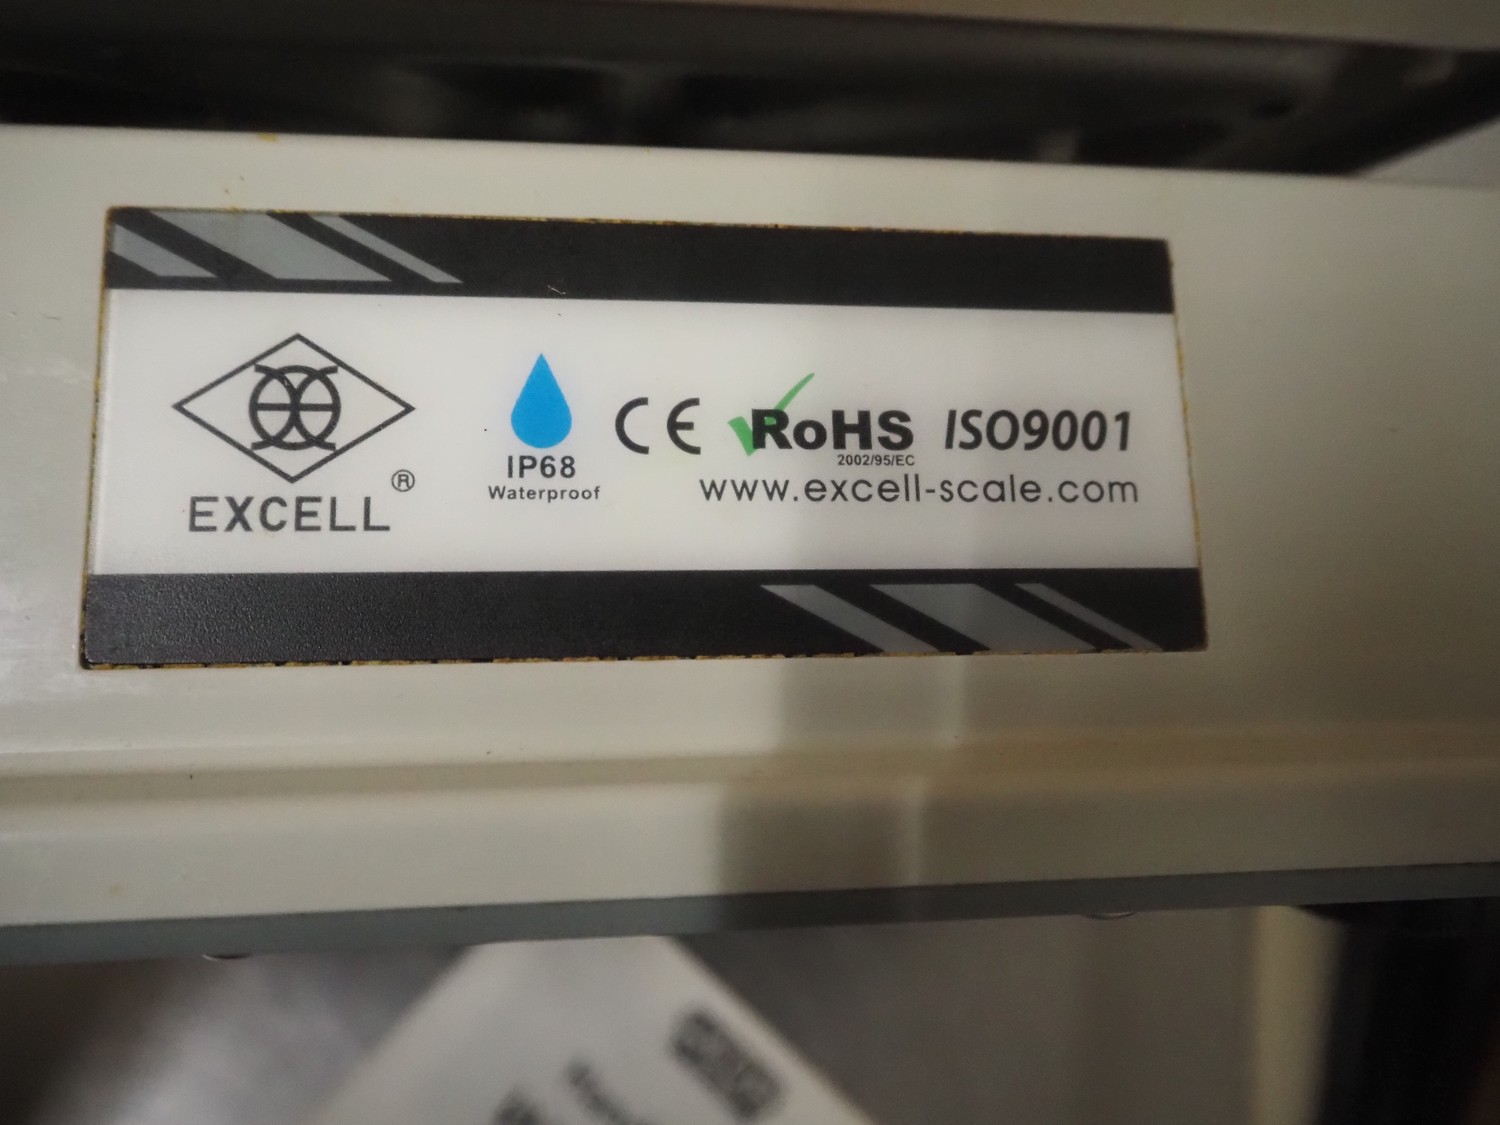 EXCELL ®
IP68
Waterproof
CE
RoHS
2002/95/EC
ISO9001
www.excell-scale.com